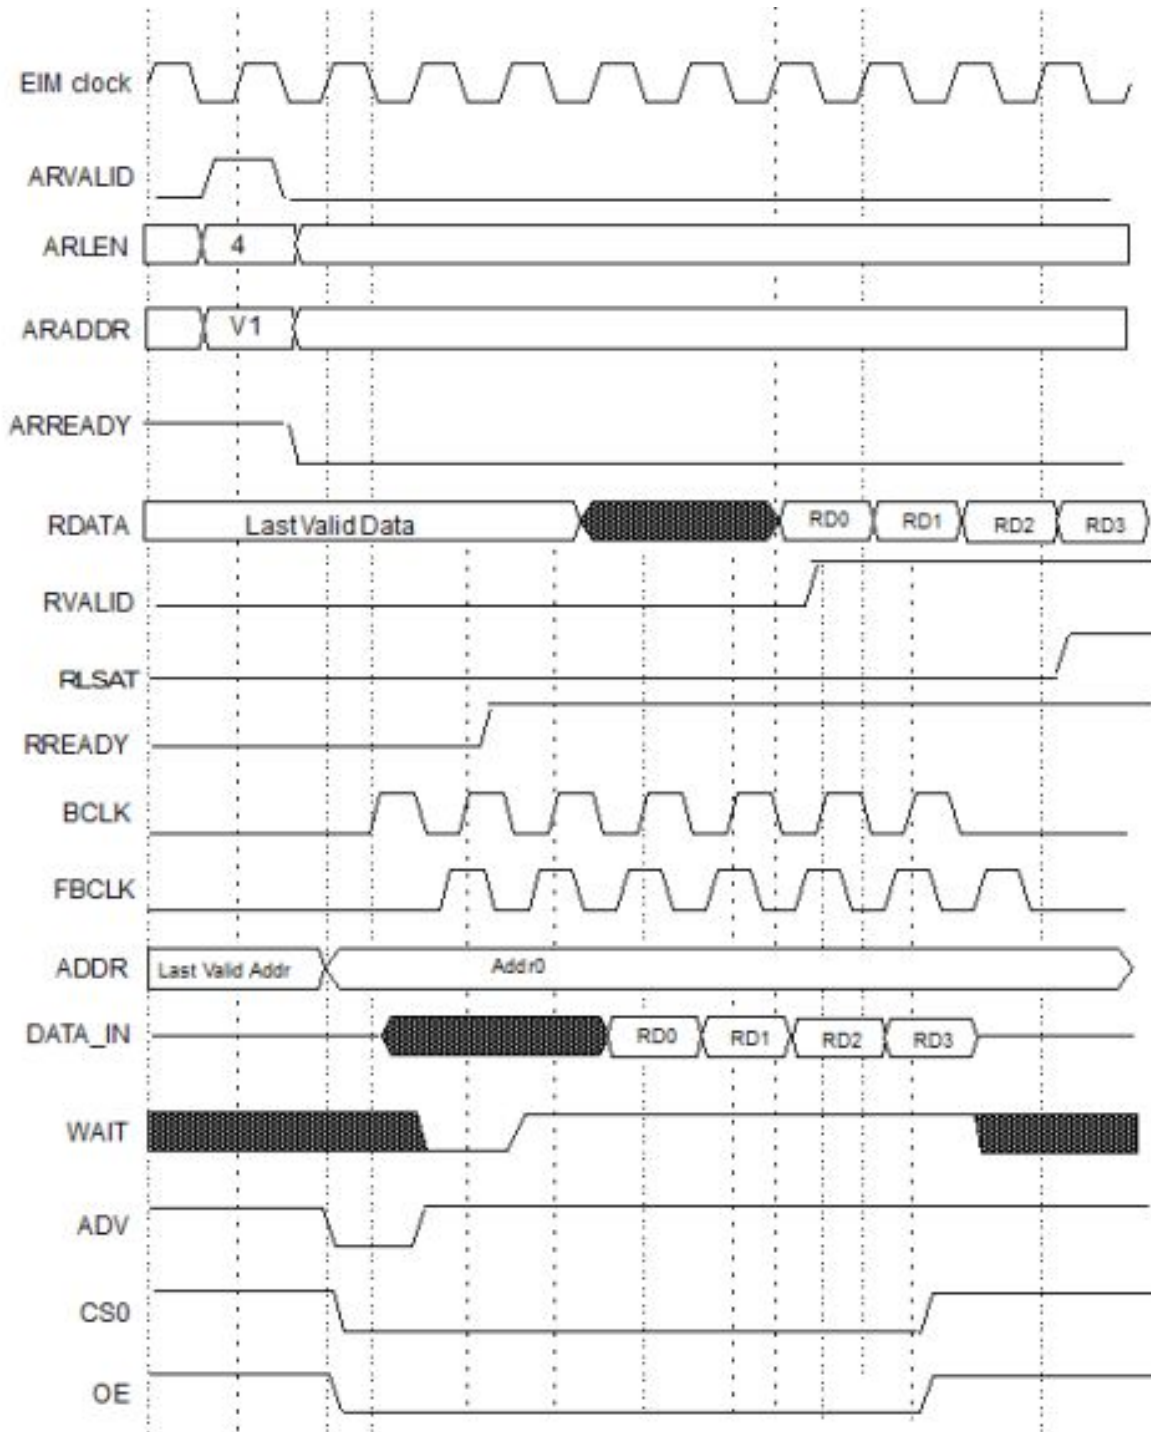 EIM clock
ARVALID
ARLEN 4
ARADDR V1
ARREADY
RDATA Last Valid Data RD0 RD1 RD2 RD3
RVALID
RLSAT
RREADY
BCLK
FBCLK
ADDR Last Valid Addr Addr0
DATA_IN RD0 RD1 RD2 RD3
WAIT
ADV
CS0
OE